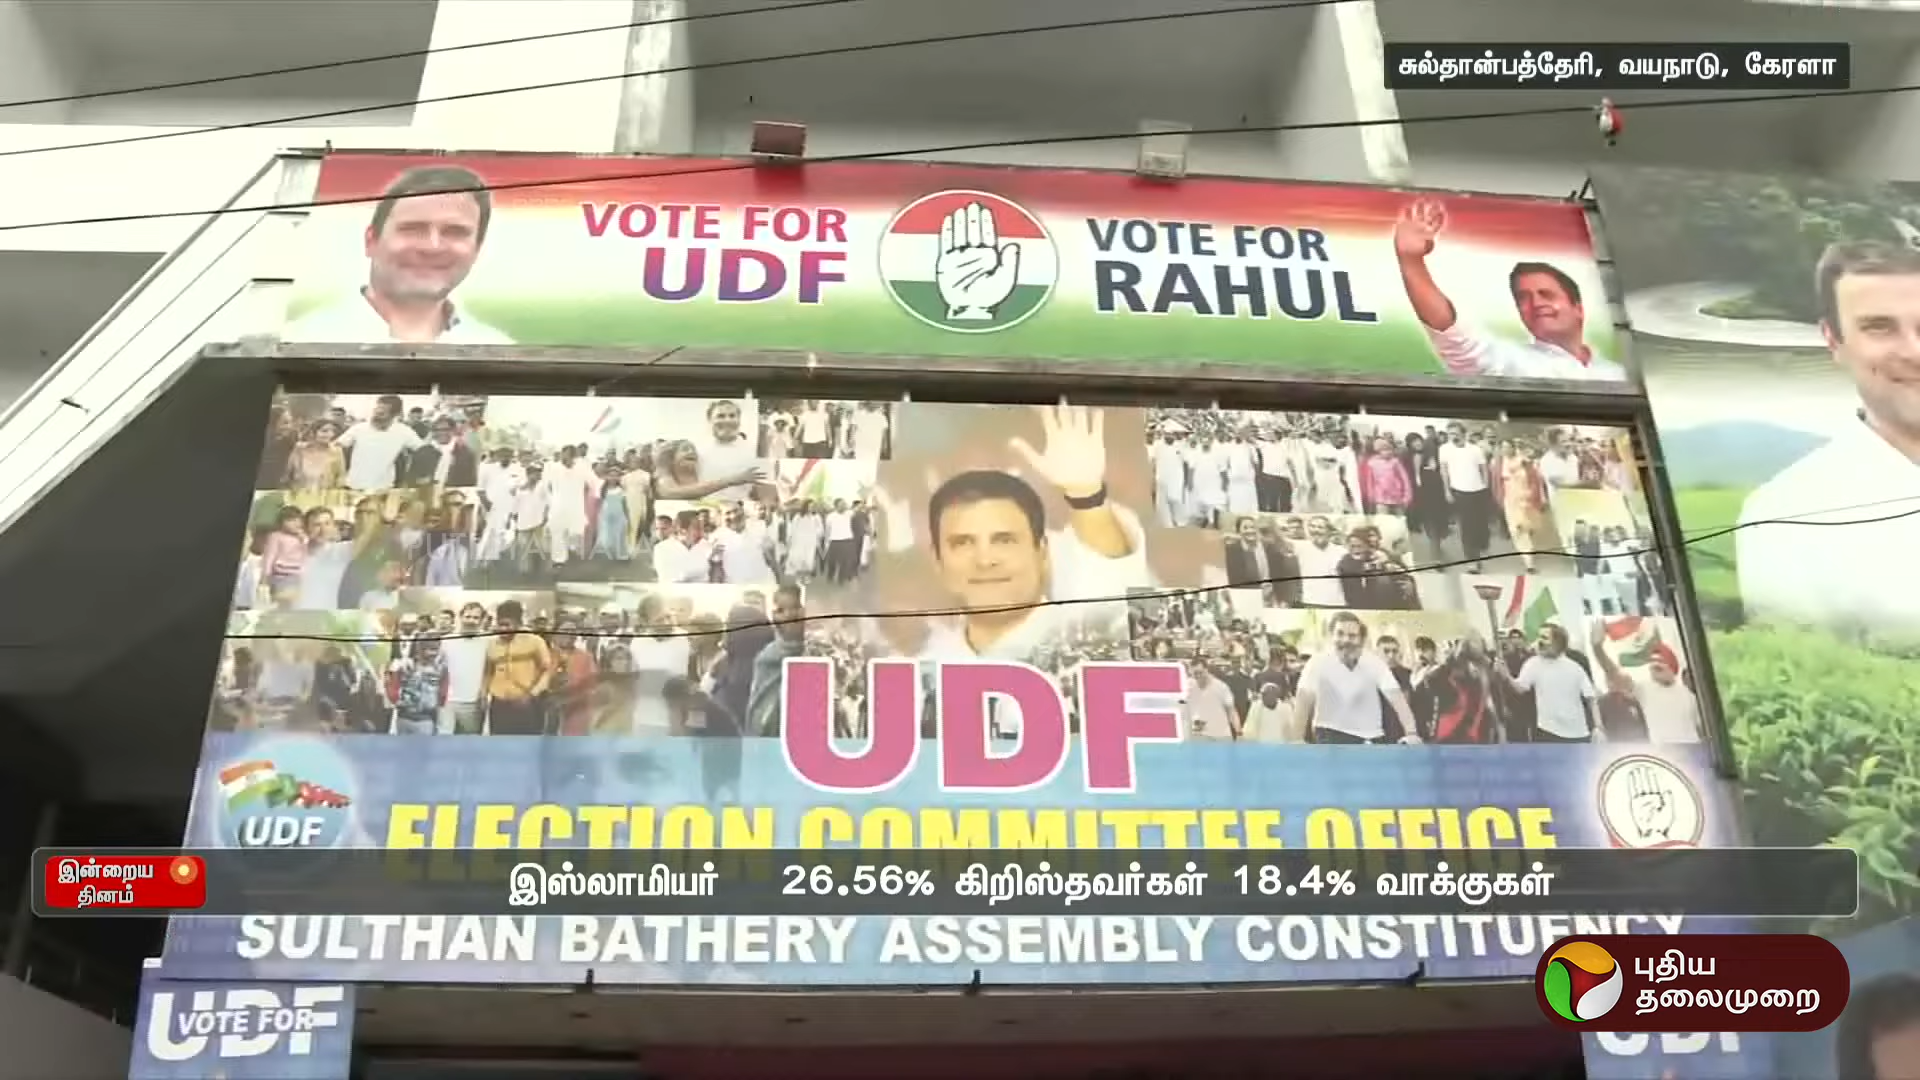 சுல்தான்பத்தேரி, வயநாடு, கேரளா
VOTE FOR
UDF
VOTE FOR
RAHUL
UDF
UDF
ELECTION COMMITTEE OFFICE
இன்றைய
தினம்
இஸ்லாமியர் 26.56% கிறிஸ்தவர்கள் 18.4% வாக்குகள்
SULTHAN BATHERY ASSEMBLY CONSTITUENCY
புதிய
தலைமுறை
UDF
VOTE FOR
UDF